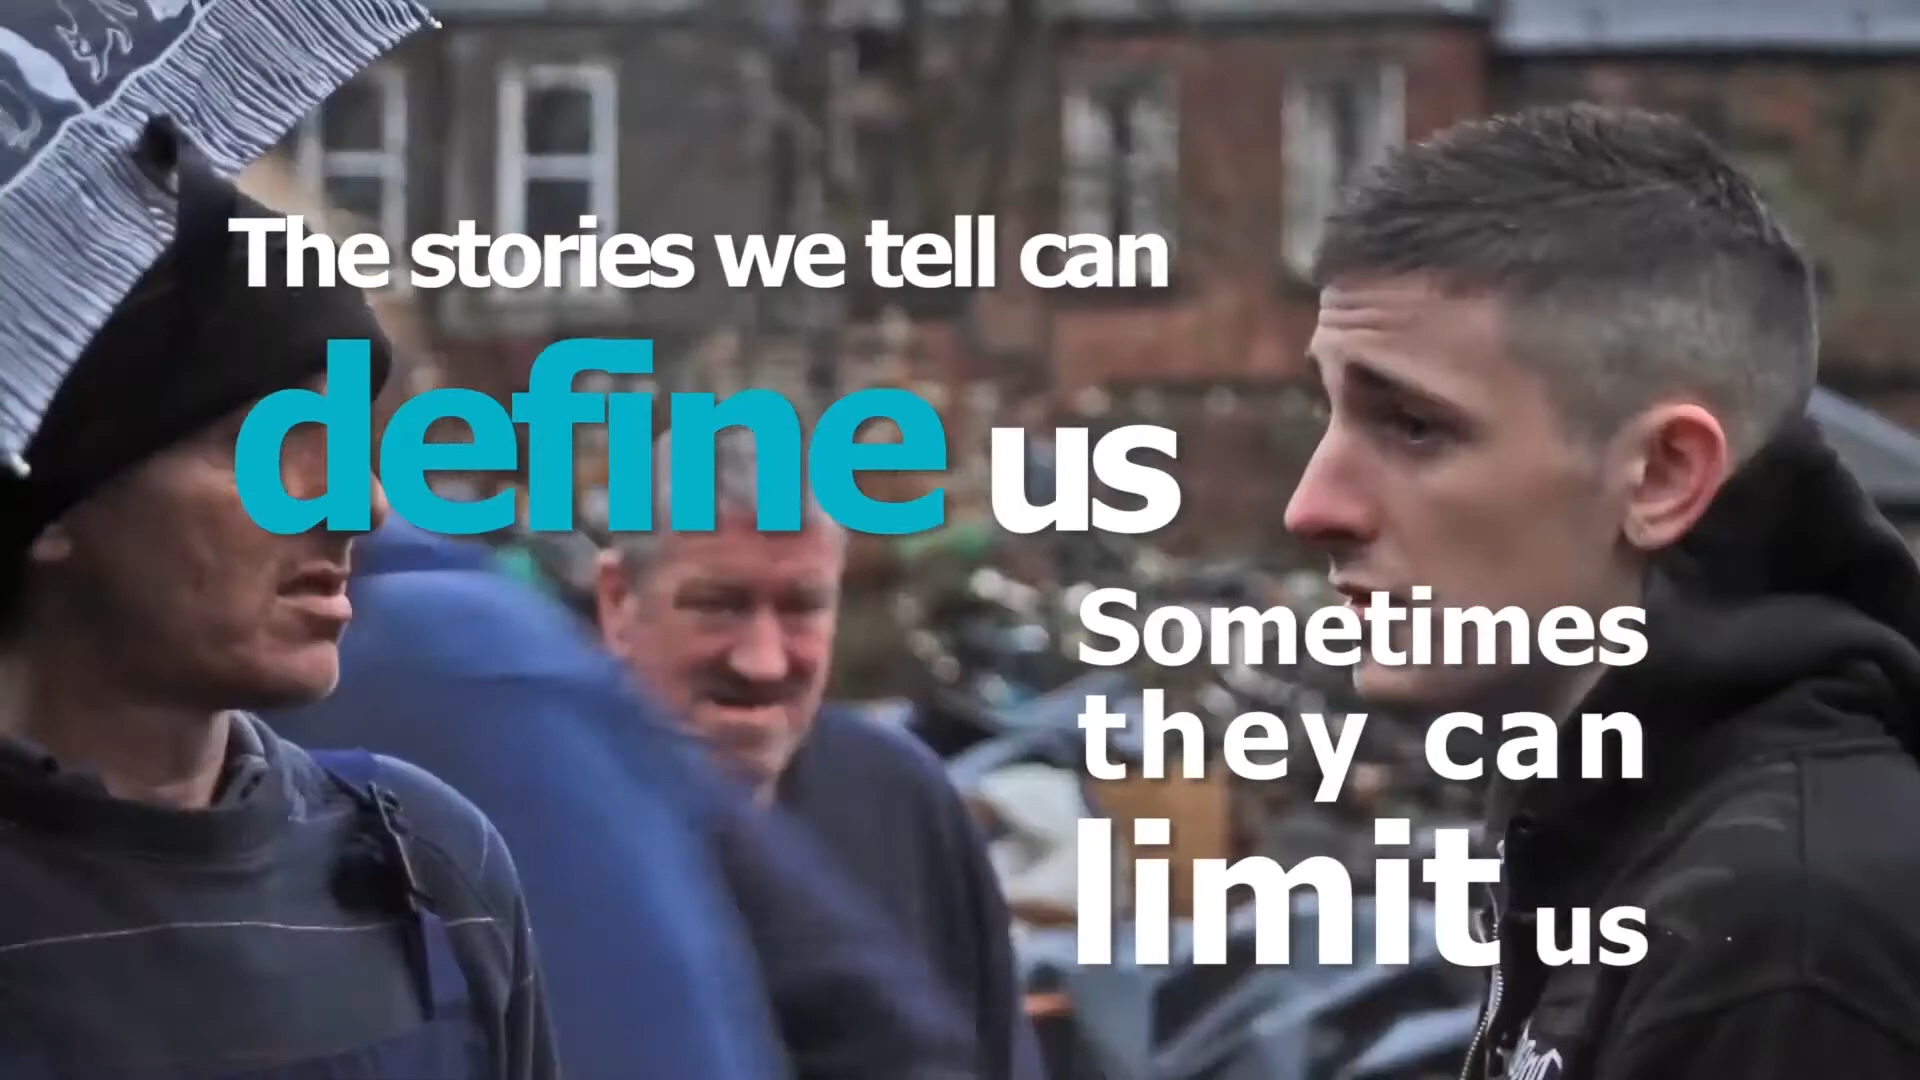 The stories we tell can
define us
Sometimes
they can
limit us